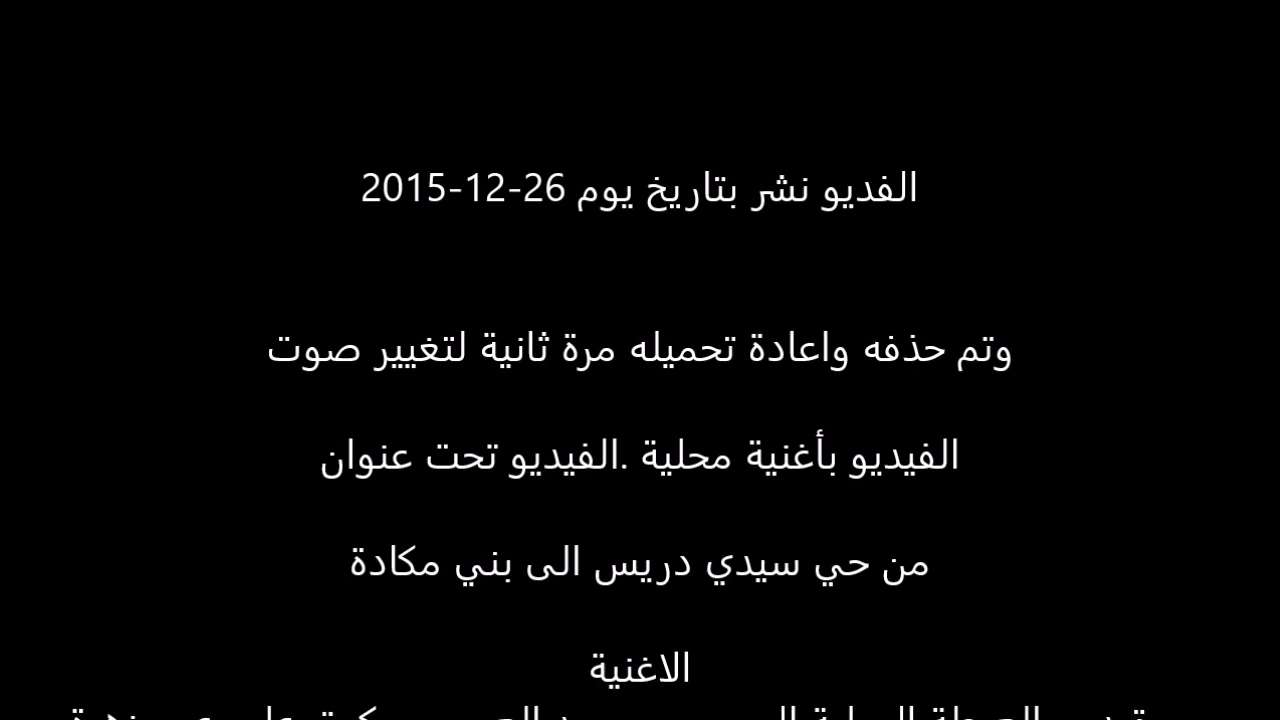 الفديو نشر بتاريخ يوم 26-12-2015
وتم حذفه واعادة تحميله مرة ثانية لتغيير صوت
الفيديو بأغنية محلية .الفيديو تحت عنوان
من حي سيدي دريس الى بني مكادة
الاغنية